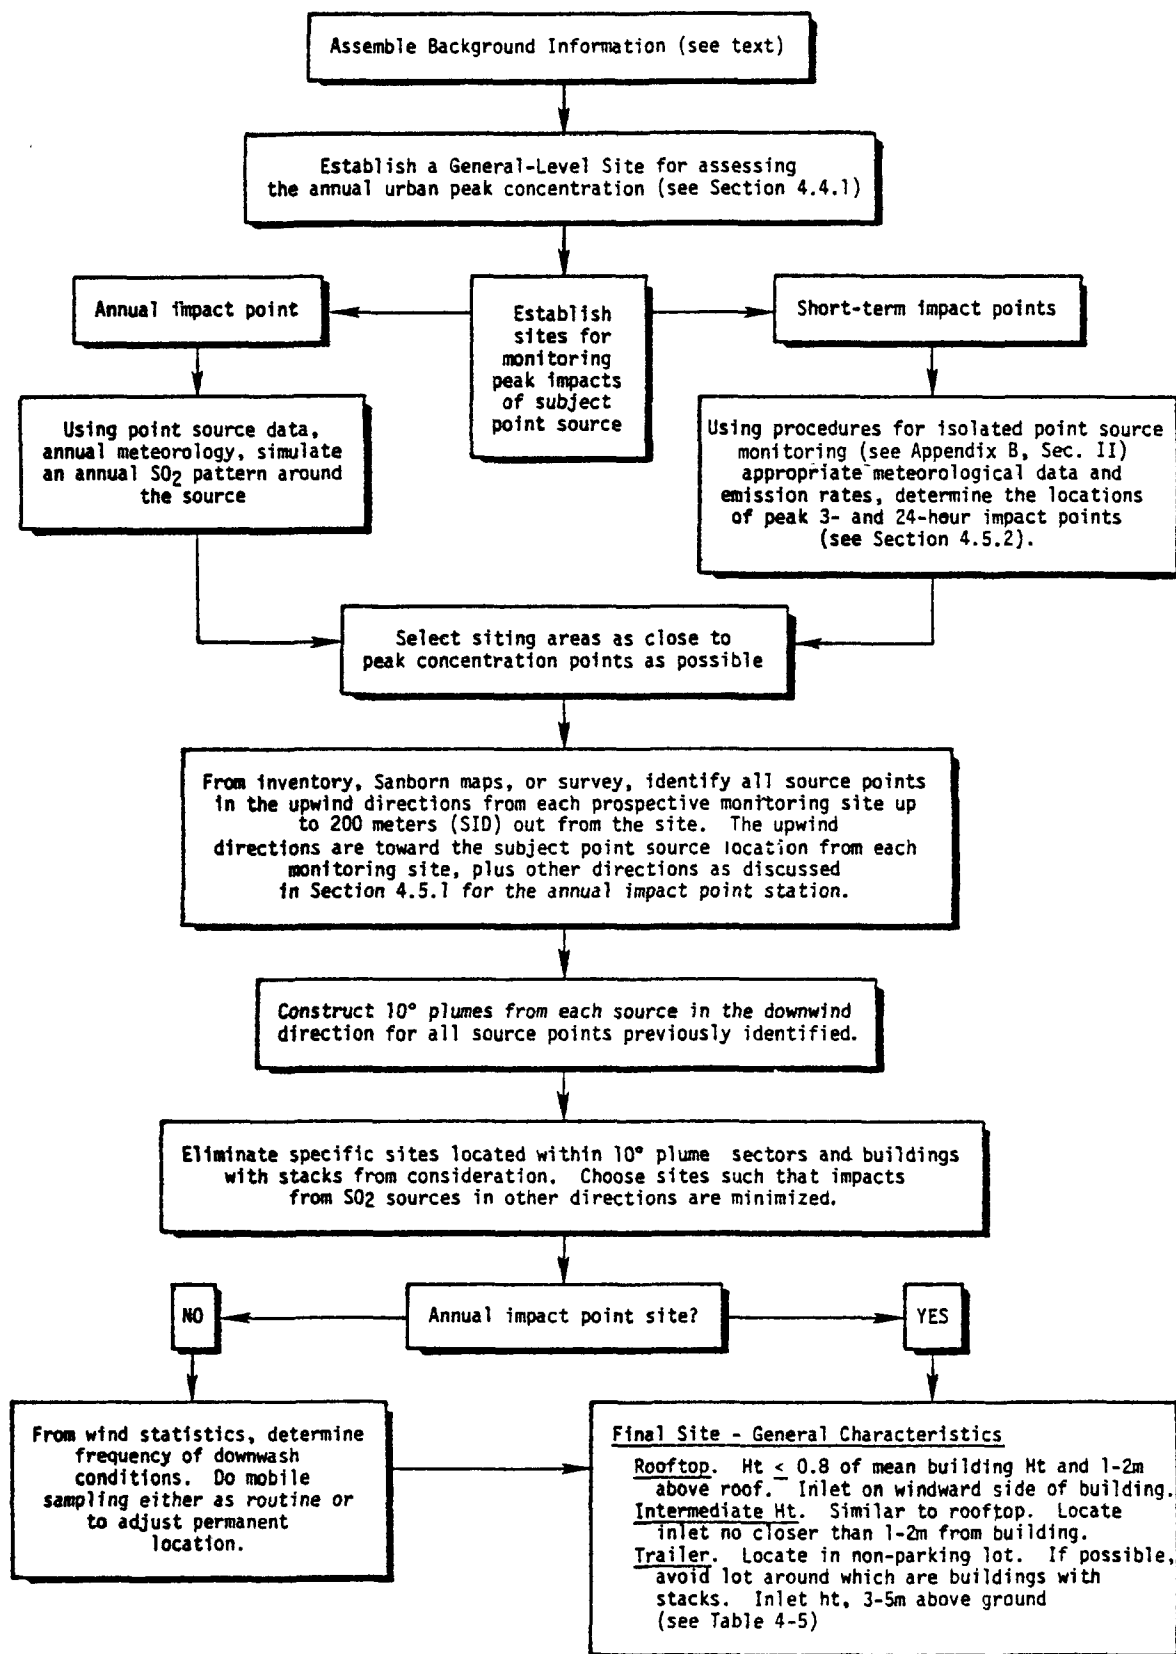 Assemble Background Information (see text)
Establish a General-Level Site for assessing
the annual urban peak concentration (see Section 4.4.1)
Annual impact point
Establish
sites for
monitoring
peak impacts
of subject
point source
Short-term impact points
Using point source data,
annual meteorology, simulate
an annual SO2 pattern around
the source
Using procedures for isolated point source
monitoring (see Appendix B, Sec. II)
appropriate meteorological data and
emission rates, determine the locations
of peak 3- and 24-hour impact points
(see Section 4.5.2).
Select siting areas as close to
peak concentration points as possible
From inventory, Sanborn maps, or survey, identify all source points
in the upwind directions from each prospective monitoring site up
to 200 meters (SID) out from the site. The upwind
directions are toward the subject point source location from each
monitoring site, plus other directions as discussed
in Section 4.5.1 for the annual impact point station.
Construct 10° plumes from each source in the downwind
direction for all source points previously identified.
Eliminate specific sites located within 10° plume sectors and buildings
with stacks from consideration. Choose sites such that impacts
from SO2 sources in other directions are minimized.
NO
Annual impact point site?
YES
From wind statistics, determine
frequency of downwash
conditions. Do mobile
sampling either as routine or
to adjust permanent
location.
Final Site - General Characteristics
Rooftop. Ht ≤ 0.8 of mean building Ht and 1-2m
above roof. Inlet on windward side of building.
Intermediate Ht. Similar to rooftop. Locate
inlet no closer than 1-2m from building.
Trailer. Locate in non-parking lot. If possible,
avoid lot around which are buildings with
stacks. Inlet ht, 3-5m above ground
(see Table 4-5)